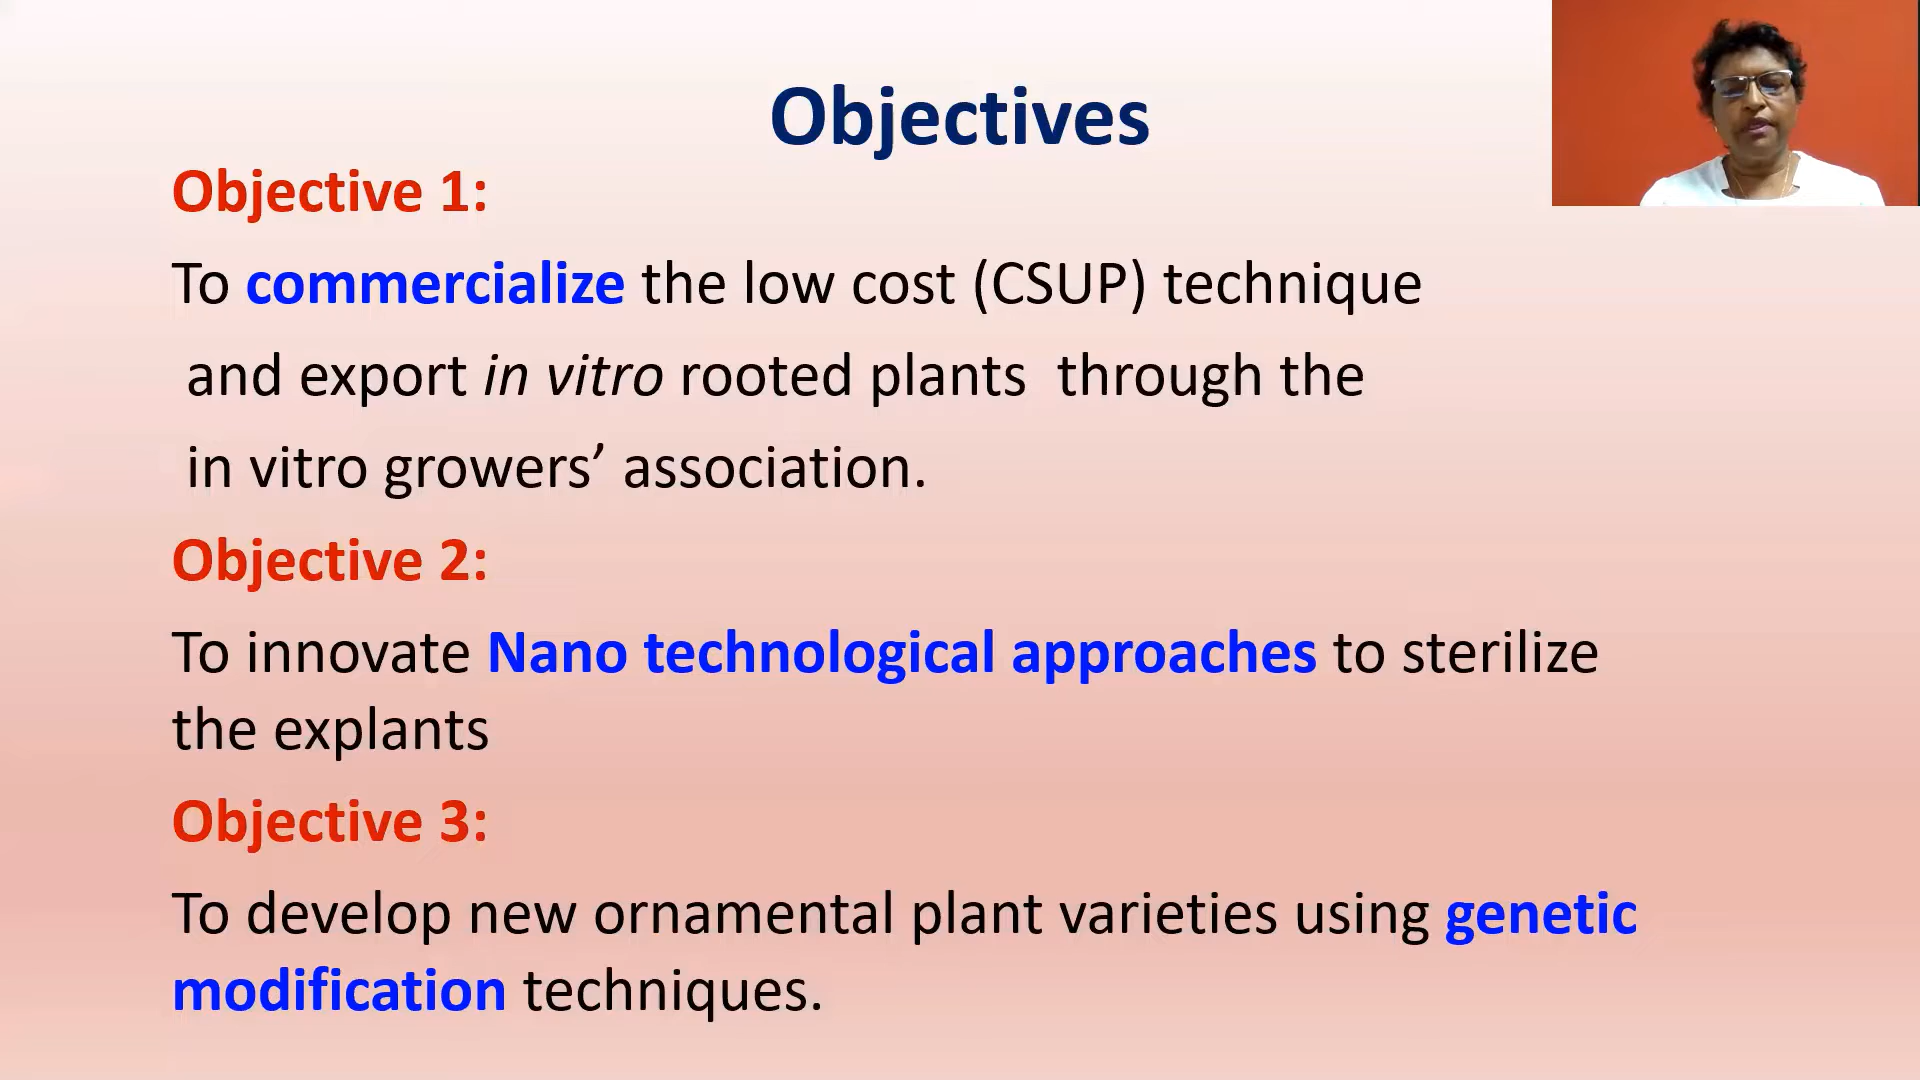 Objectives
Objective 1:
To commercialize the low cost (CSUP) technique
and export in vitro rooted plants through the
in vitro growers’ association.
Objective 2:
To innovate Nano technological approaches to sterilize
the explants
Objective 3:
To develop new ornamental plant varieties using genetic
modification techniques.